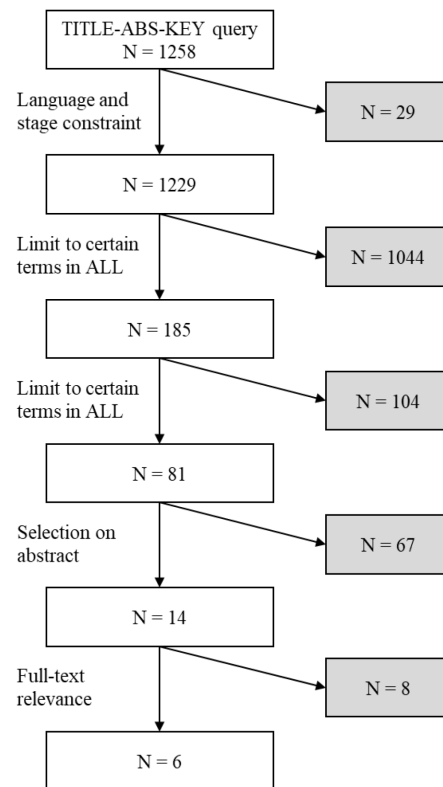 TITLE-ABS-KEY query
N = 1258
Language and
stage constraint
N = 29
N = 1229
Limit to certain
terms in ALL
N = 1044
N = 185
Limit to certain
terms in ALL
N = 104
N = 81
Selection on
abstract
N = 67
N = 14
Full-text
relevance
N = 8
N = 6